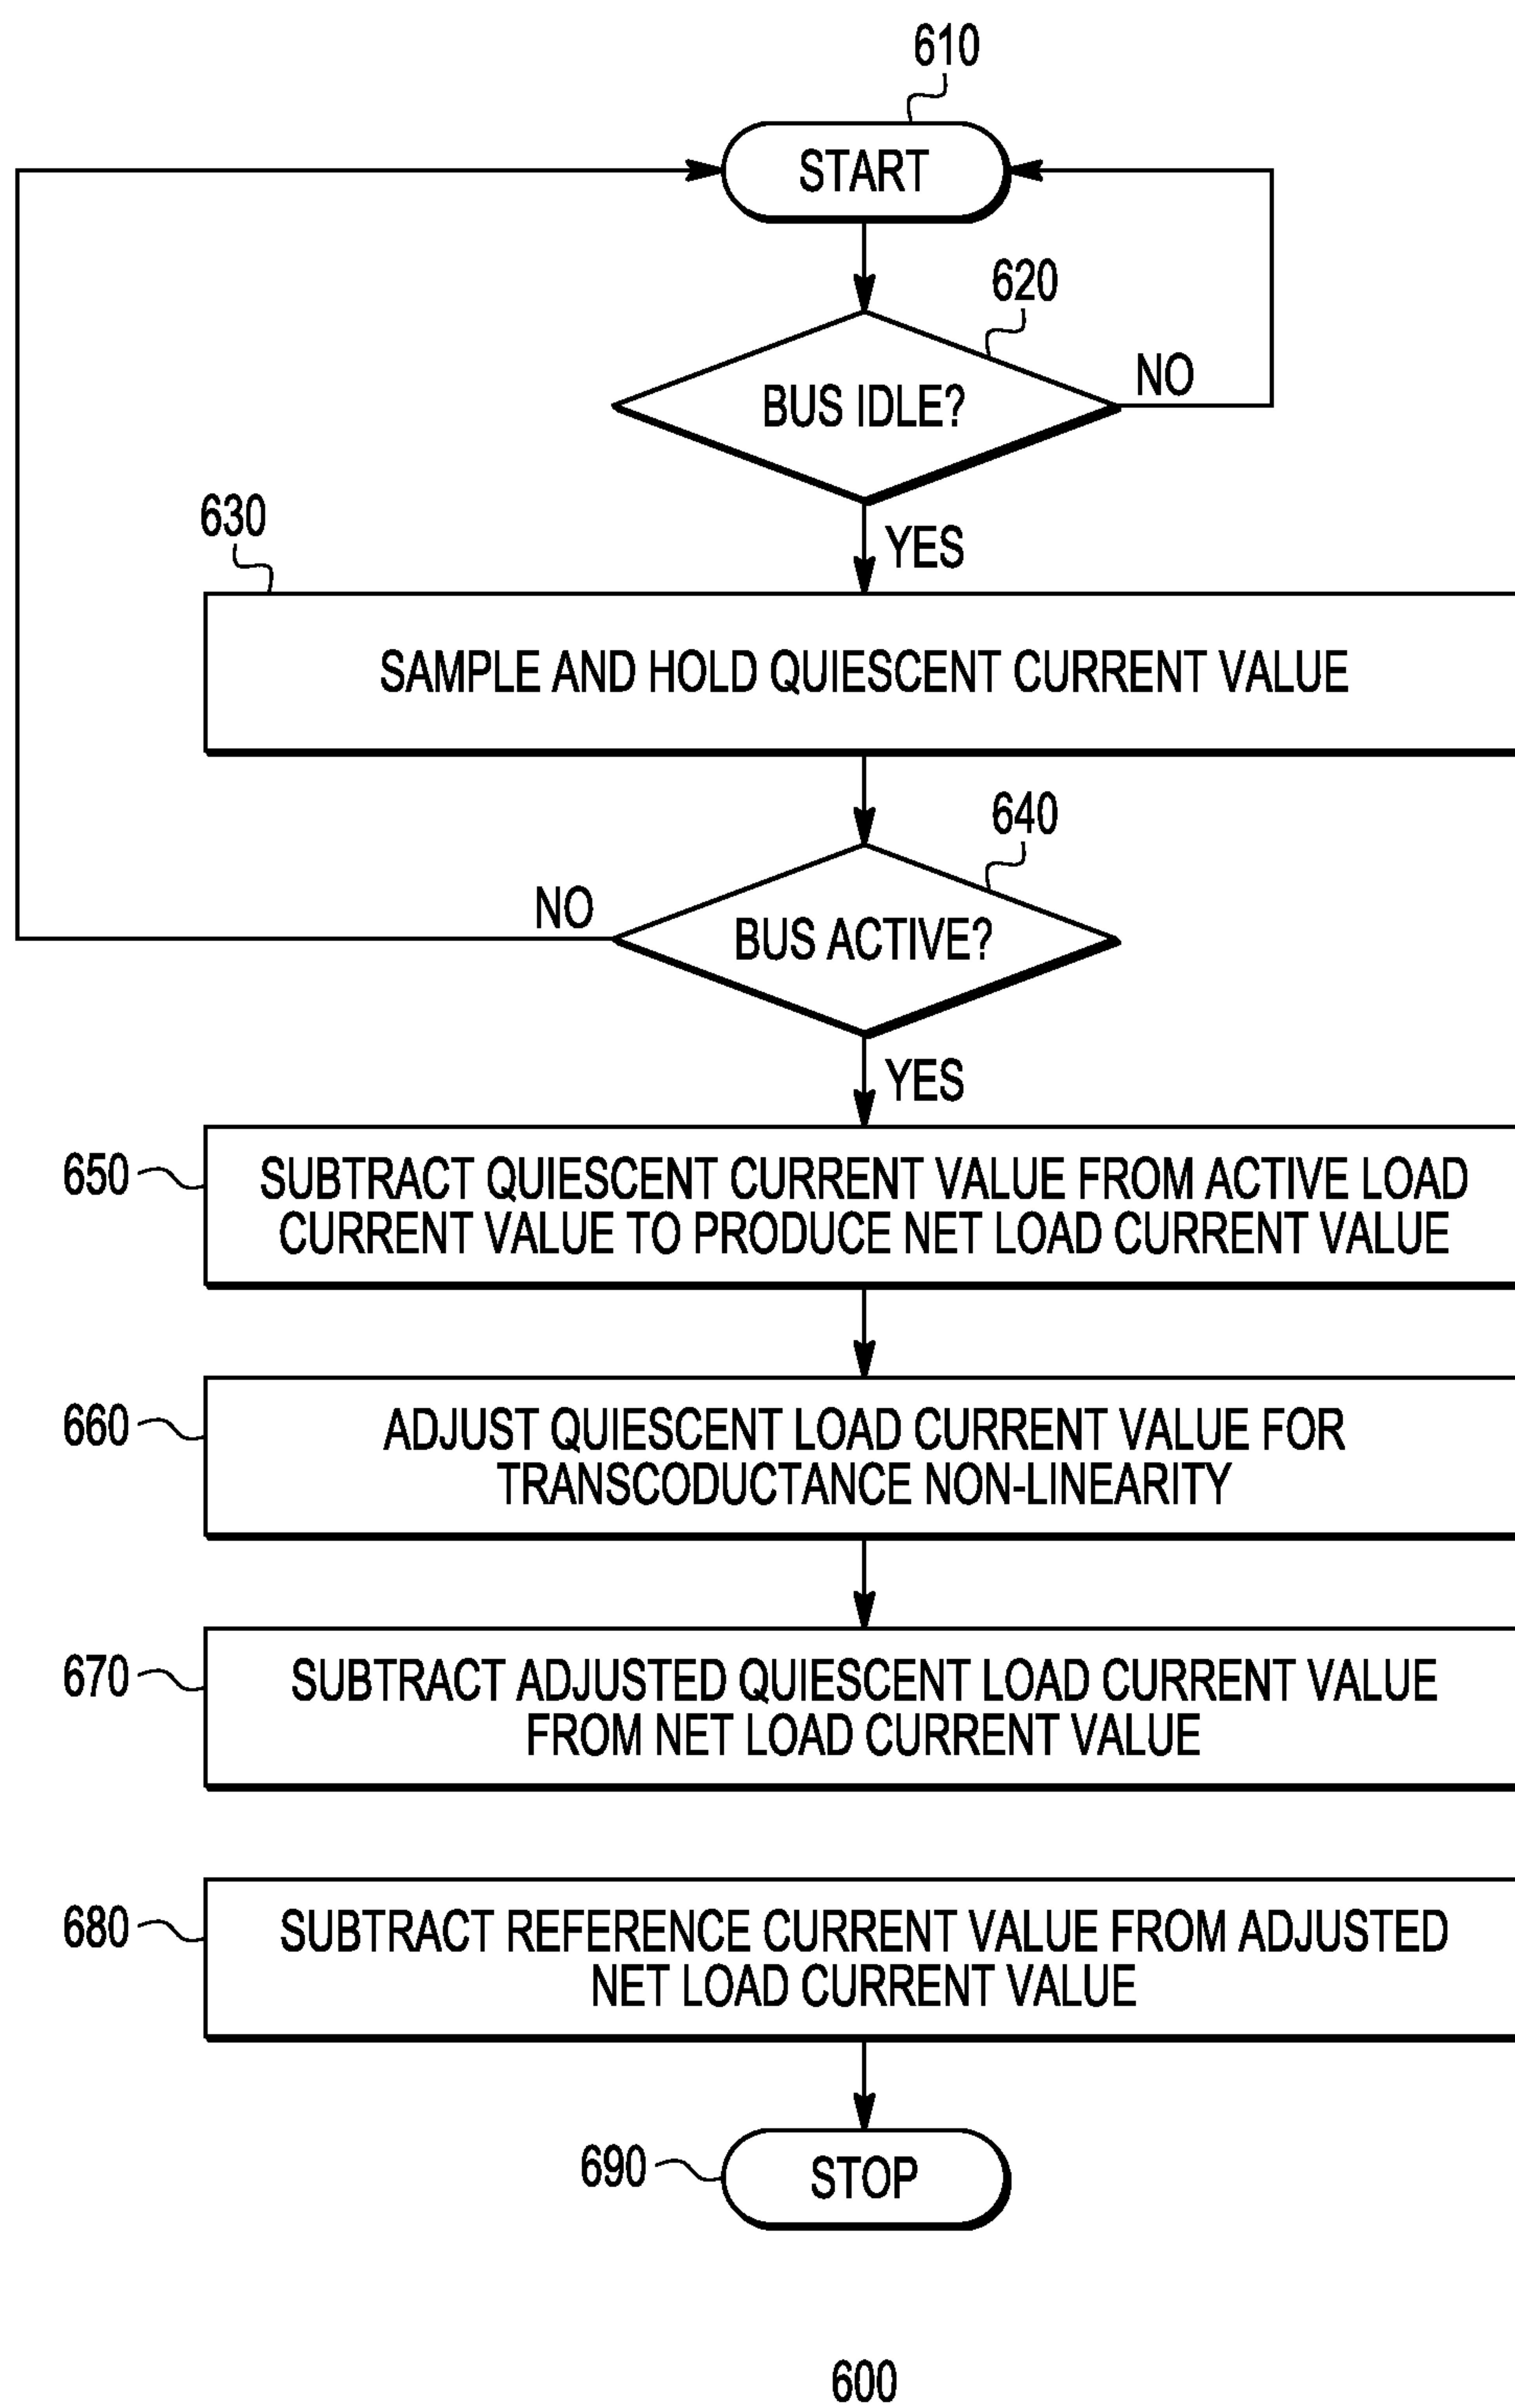 610
START
620
BUS IDLE?
NO
YES
630
SAMPLE AND HOLD QUIESCENT CURRENT VALUE
640
BUS ACTIVE?
NO
YES
650
SUBTRACT QUIESCENT CURRENT VALUE FROM ACTIVE LOAD
CURRENT VALUE TO PRODUCE NET LOAD CURRENT VALUE
660
ADJUST QUIESCENT LOAD CURRENT VALUE FOR
TRANSCODUCTANCE NON-LINEARITY
670
SUBTRACT ADJUSTED QUIESCENT LOAD CURRENT VALUE
FROM NET LOAD CURRENT VALUE
680
SUBTRACT REFERENCE CURRENT VALUE FROM ADJUSTED
NET LOAD CURRENT VALUE
690
STOP
600